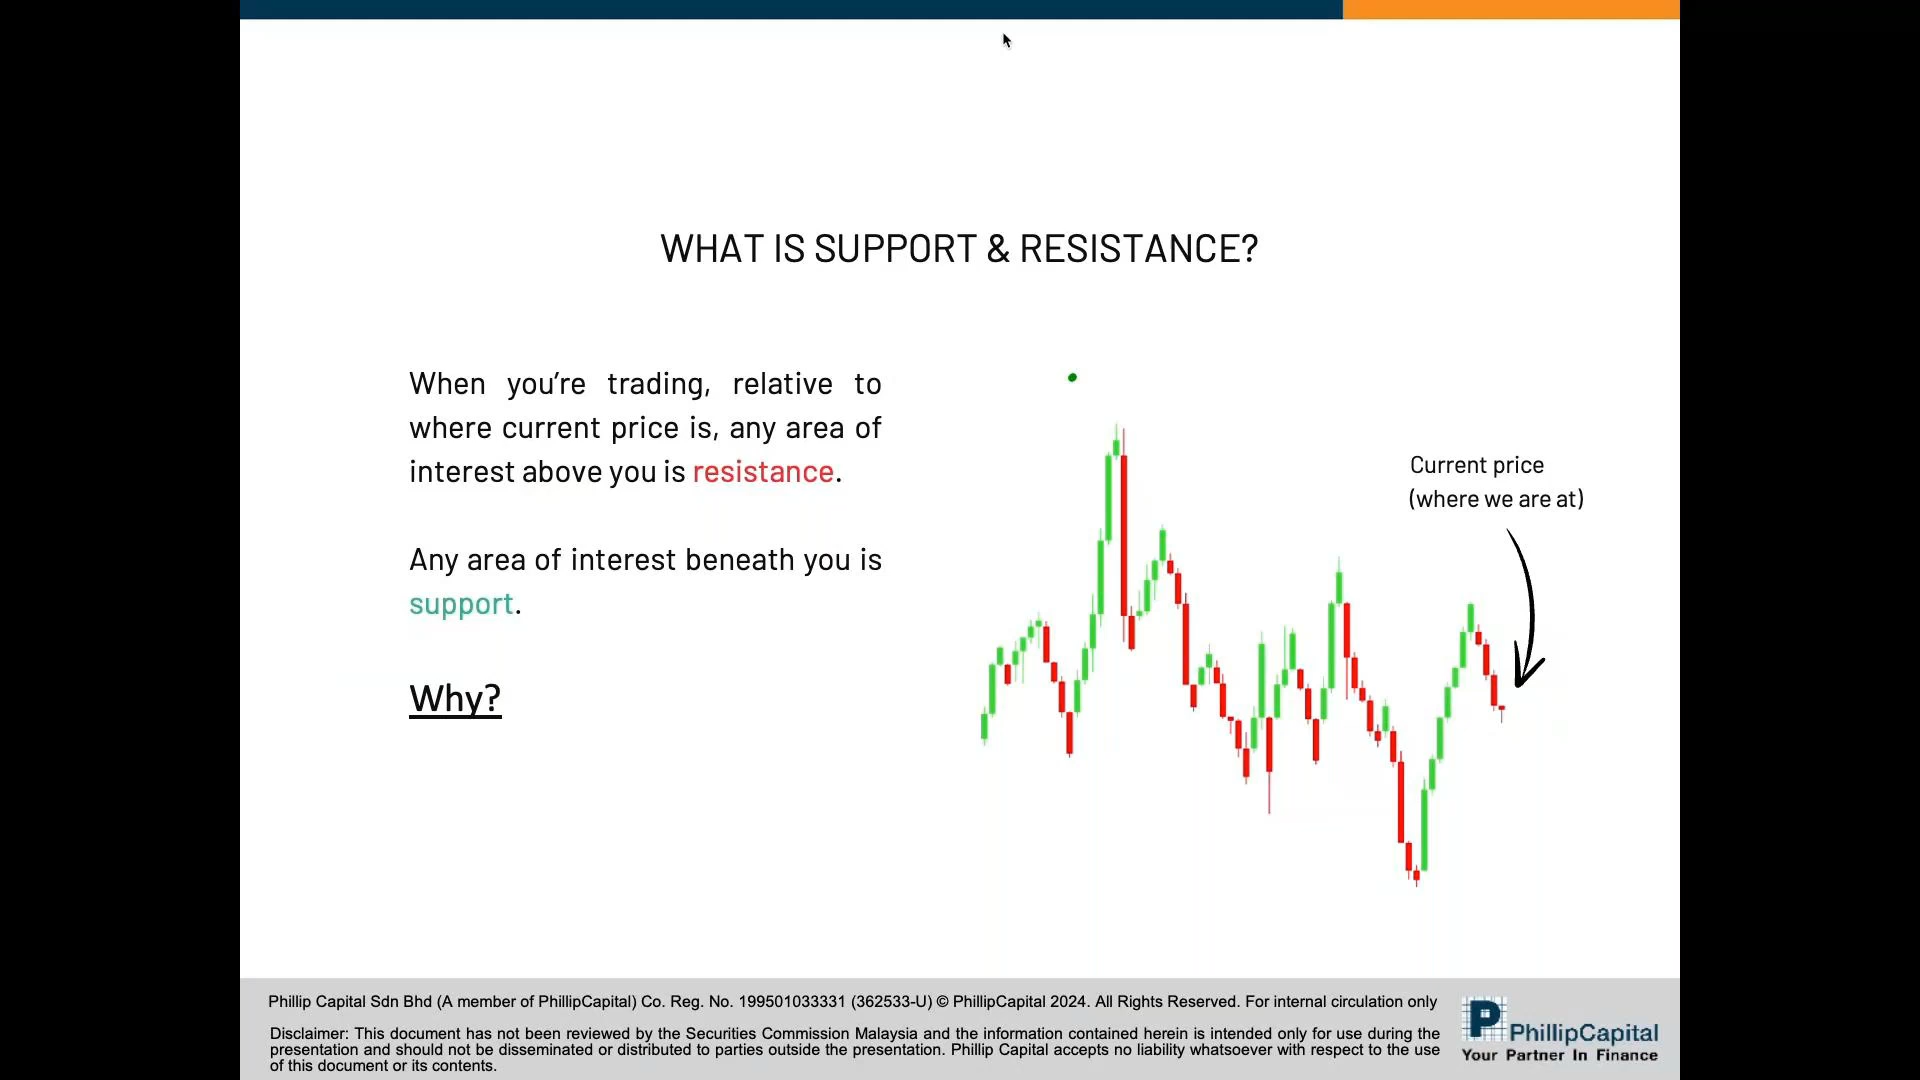 WHAT IS SUPPORT & RESISTANCE?
When you’re trading, relative to
where current price is, any area of
interest above you is resistance.
Any area of interest beneath you is
support.
Why?
Current price
(where we are at)
Phillip Capital Sdn Bhd (A member of PhillipCapital) Co. Reg. No. 199501033331 (362533-U) © PhillipCapital 2024. All Rights Reserved. For internal circulation only
Disclaimer: This document has not been reviewed by the Securities Commission Malaysia and the information contained herein is intended only for use during the
presentation and should not be disseminated or distributed to parties outside the presentation. Phillip Capital accepts no liability whatsoever with respect to the use
of this document or its contents.
P
PhillipCapital
Your Partner In Finance